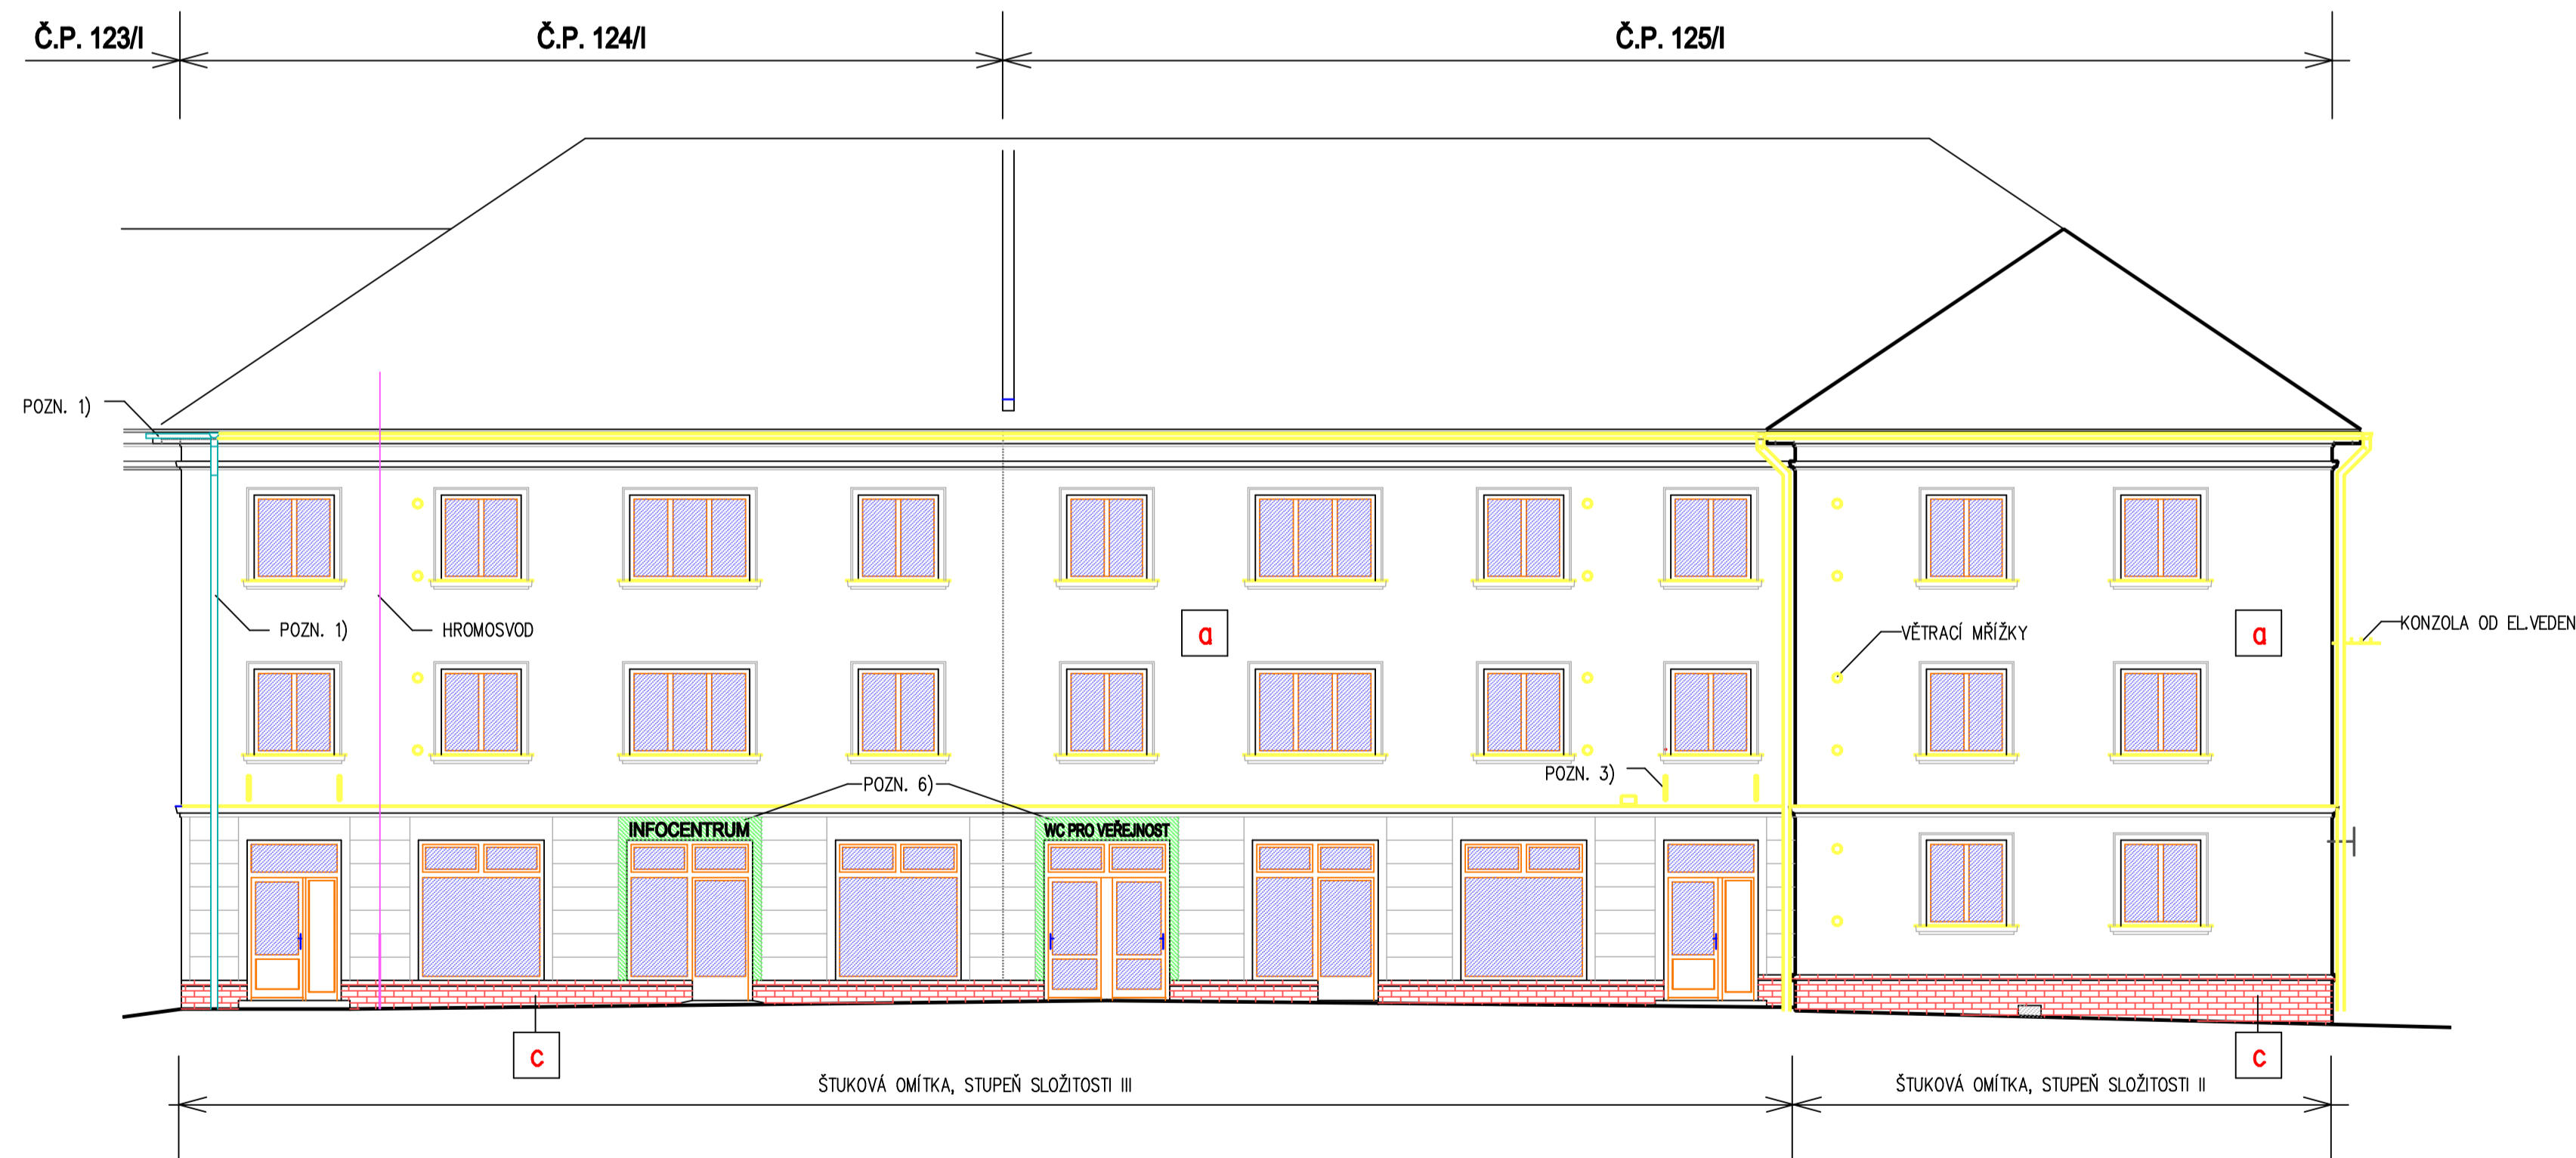 Č.P. 123/I
Č.P. 124/I
Č.P. 125/I
POZN. 1)
POZN. 1)
HROMOSVOD
a
VĚTRACÍ MŘÍŽKY
a
KONZOLA OD EL.VEDEN
POZN. 6)
POZN. 3)
INFOCENTRUM
WC PRO VEŘEJNOST
c
c
ŠTUKOVÁ OMÍTKA, STUPEŇ SLOŽITOSTI III
ŠTUKOVÁ OMÍTKA, STUPEŇ SLOŽITOSTI II